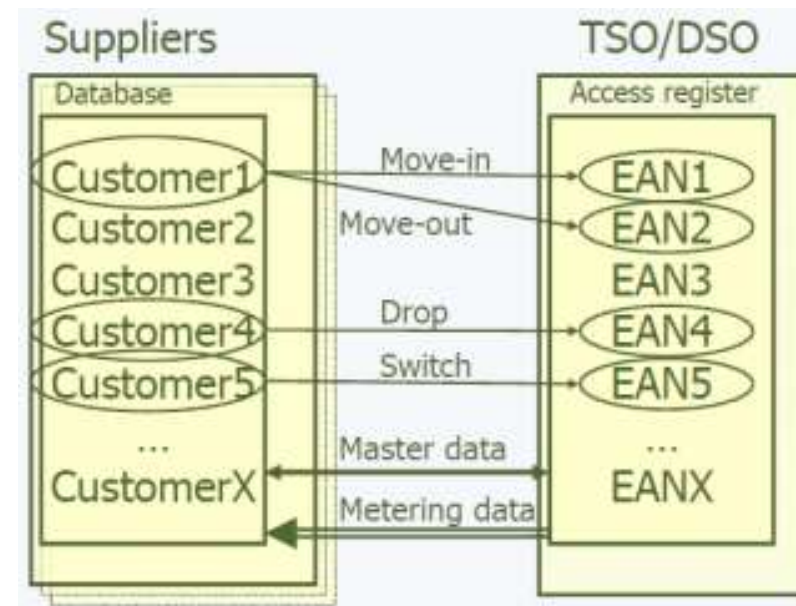 Suppliers
TSO/DSO
Database
Access register
Customer1
Move-in
EAN1
Customer2
Move-out
EAN2
Customer3
EAN3
Customer4
Drop
EAN4
Customer5
Switch
EAN5
...
...
Master data
CustomerX
EANX
Metering data